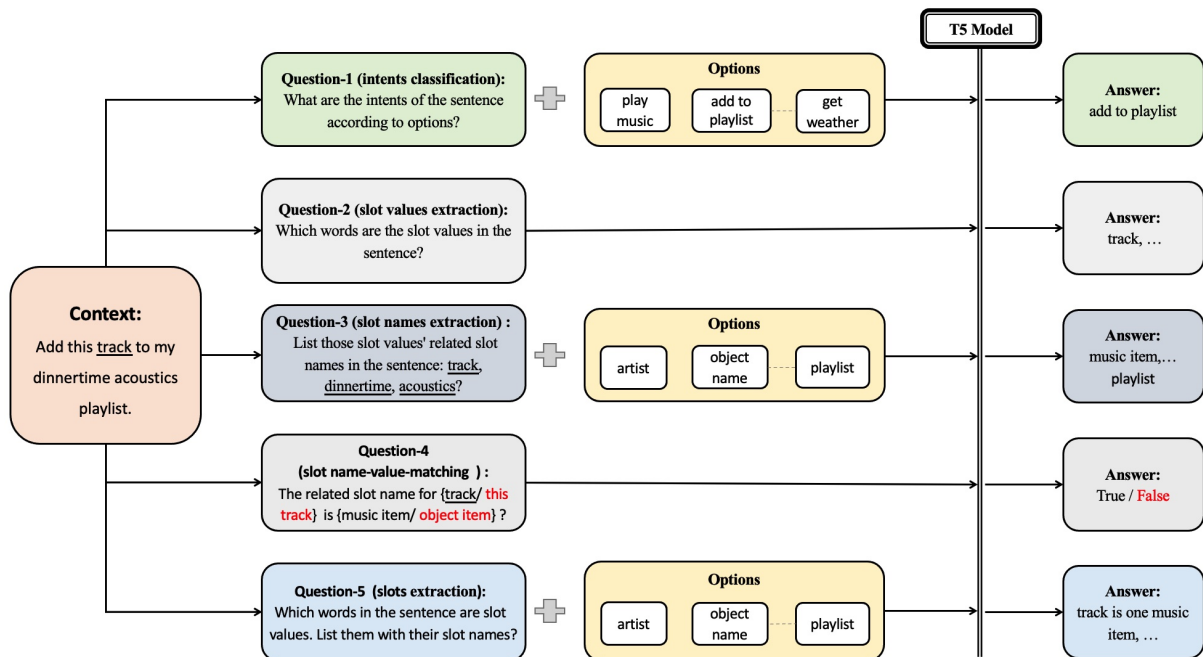 T5 Model
Question-1 (intents classification):
What are the intents of the sentence
according to options?
Options
play
music
add to
playlist
get
weather
Answer:
add to playlist
Question-2 (slot values extraction):
Which words are the slot values in the
sentence?
Answer:
track, …
Context:
Add this track to my
dinnertime acoustics
playlist.
Question-3 (slot names extraction) :
List those slot values' related slot
names in the sentence: track,
dinnertime, acoustics?
Options
artist
object
name
playlist
Answer:
music item,…
playlist
Question-4
(slot name-value-matching ) :
The related slot name for {track/ this
track} is {music item/ object item} ?
Answer:
True / False
Question-5 (slots extraction):
Which words in the sentence are slot
values. List them with their slot names?
Options
artist
object
name
playlist
Answer:
track is one music
item, …